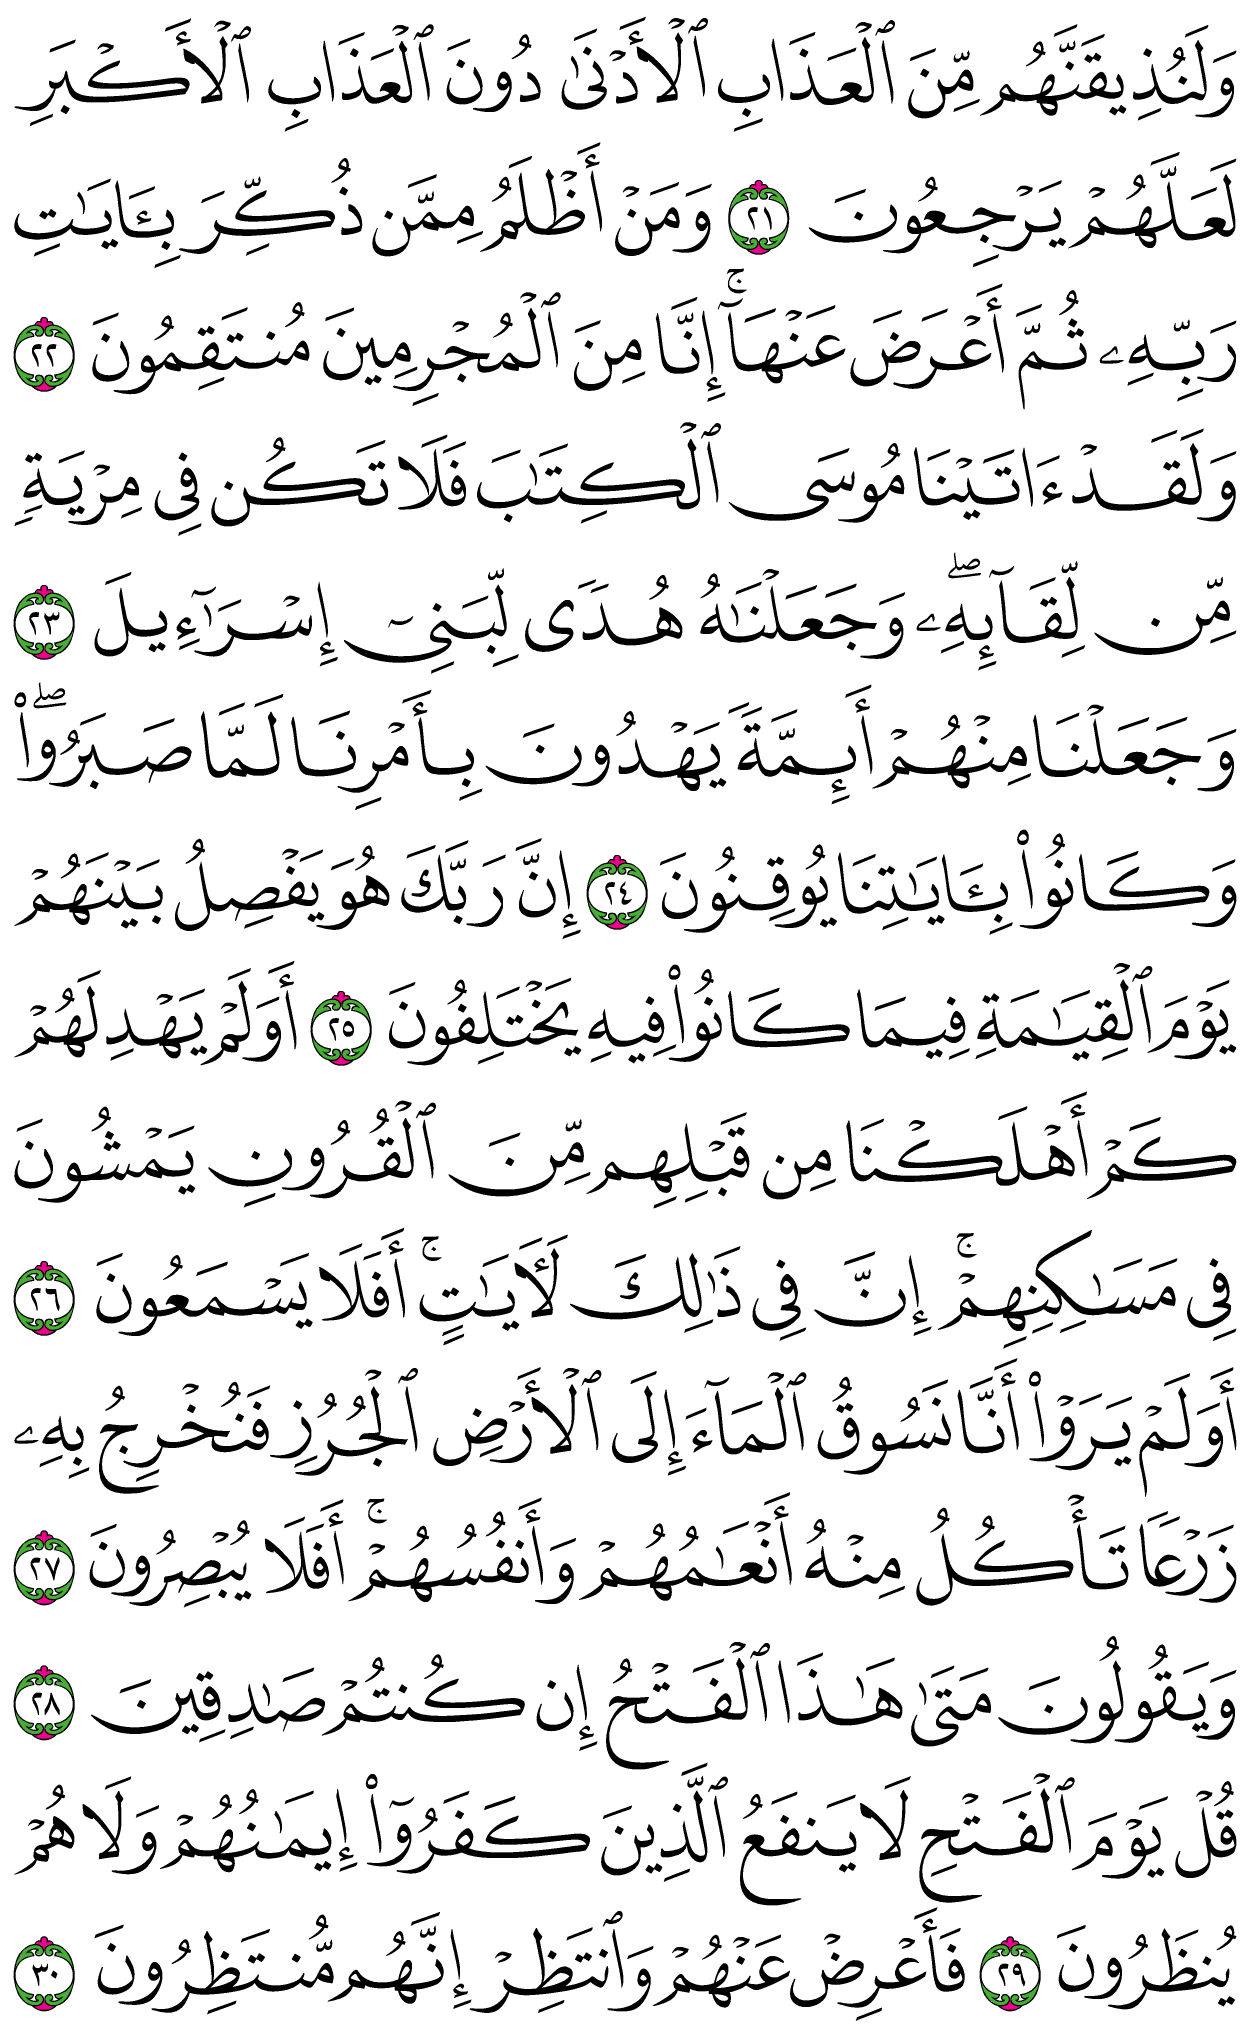 وَلَنُذِيقَنَّهُم مِّنَ ٱلْعَذَابِ ٱلْأَدْنَىٰ دُونَ ٱلْعَذَابِ ٱلْأَكْبَرِ
لَعَلَّهُمْ يَرْجِعُونَ ٢١ وَمَنْ أَظْلَمُ مِمَّن ذُكِّرَ بِـَٔايَـٰتِ
رَبِّهِۦ ثُمَّ أَعْرَضَ عَنْهَآ ۚ إِنَّا مِنَ ٱلْمُجْرِمِينَ مُنتَقِمُونَ ٢٢
وَلَقَدْ ءَاتَيْنَا مُوسَى ٱلْكِتَـٰبَ فَلَا تَكُن فِى مِرْيَةٍ
مِّن لِّقَآئِهِۦ ۖ وَجَعَلْنَـٰهُ هُدًى لِّبَنِىٓ إِسْرَٰٓءِيلَ ٢٣
وَجَعَلْنَا مِنْهُمْ أَئِمَّةً يَهْدُونَ بِأَمْرِنَا لَمَّا صَبَرُوا۟ ۖ
وَكَانُوا۟ بِـَٔايَـٰتِنَا يُوقِنُونَ ٢٤ إِنَّ رَبَّكَ هُوَ يَفْصِلُ بَيْنَهُمْ
يَوْمَ ٱلْقِيَـٰمَةِ فِيمَا كَانُوا۟ فِيهِ يَخْتَلِفُونَ ٢٥ أَوَلَمْ يَهْدِ لَهُمْ
كَمْ أَهْلَكْنَا مِن قَبْلِهِم مِّنَ ٱلْقُرُونِ يَمْشُونَ
فِى مَسَـٰكِنِهِمْ ۚ إِنَّ فِى ذَٰلِكَ لَـَٔايَـٰتٍ ۚ أَفَلَا يَسْمَعُونَ ٢٦
أَوَلَمْ يَرَوْا۟ أَنَّا نَسُوقُ ٱلْمَآءَ إِلَى ٱلْأَرْضِ ٱلْجُرُزِ فَنُخْرِجُ بِهِۦ
زَرْعًا تَأْكُلُ مِنْهُ أَنْعَـٰمُهُمْ وَأَنفُسُهُمْ ۚ أَفَلَا يُبْصِرُونَ ٢٧
وَيَقُولُونَ مَتَىٰ هَـٰذَا ٱلْفَتْحُ إِن كُنتُمْ صَـٰدِقِينَ ٢٨
قُلْ يَوْمَ ٱلْفَتْحِ لَا يَنفَعُ ٱلَّذِينَ كَفَرُوٓا۟ إِيمَـٰنُهُمْ وَلَا هُمْ
يُنظَرُونَ ٢٩ فَأَعْرِضْ عَنْهُمْ وَٱنتَظِرْ إِنَّهُم مُّنتَظِرُونَ ٣٠